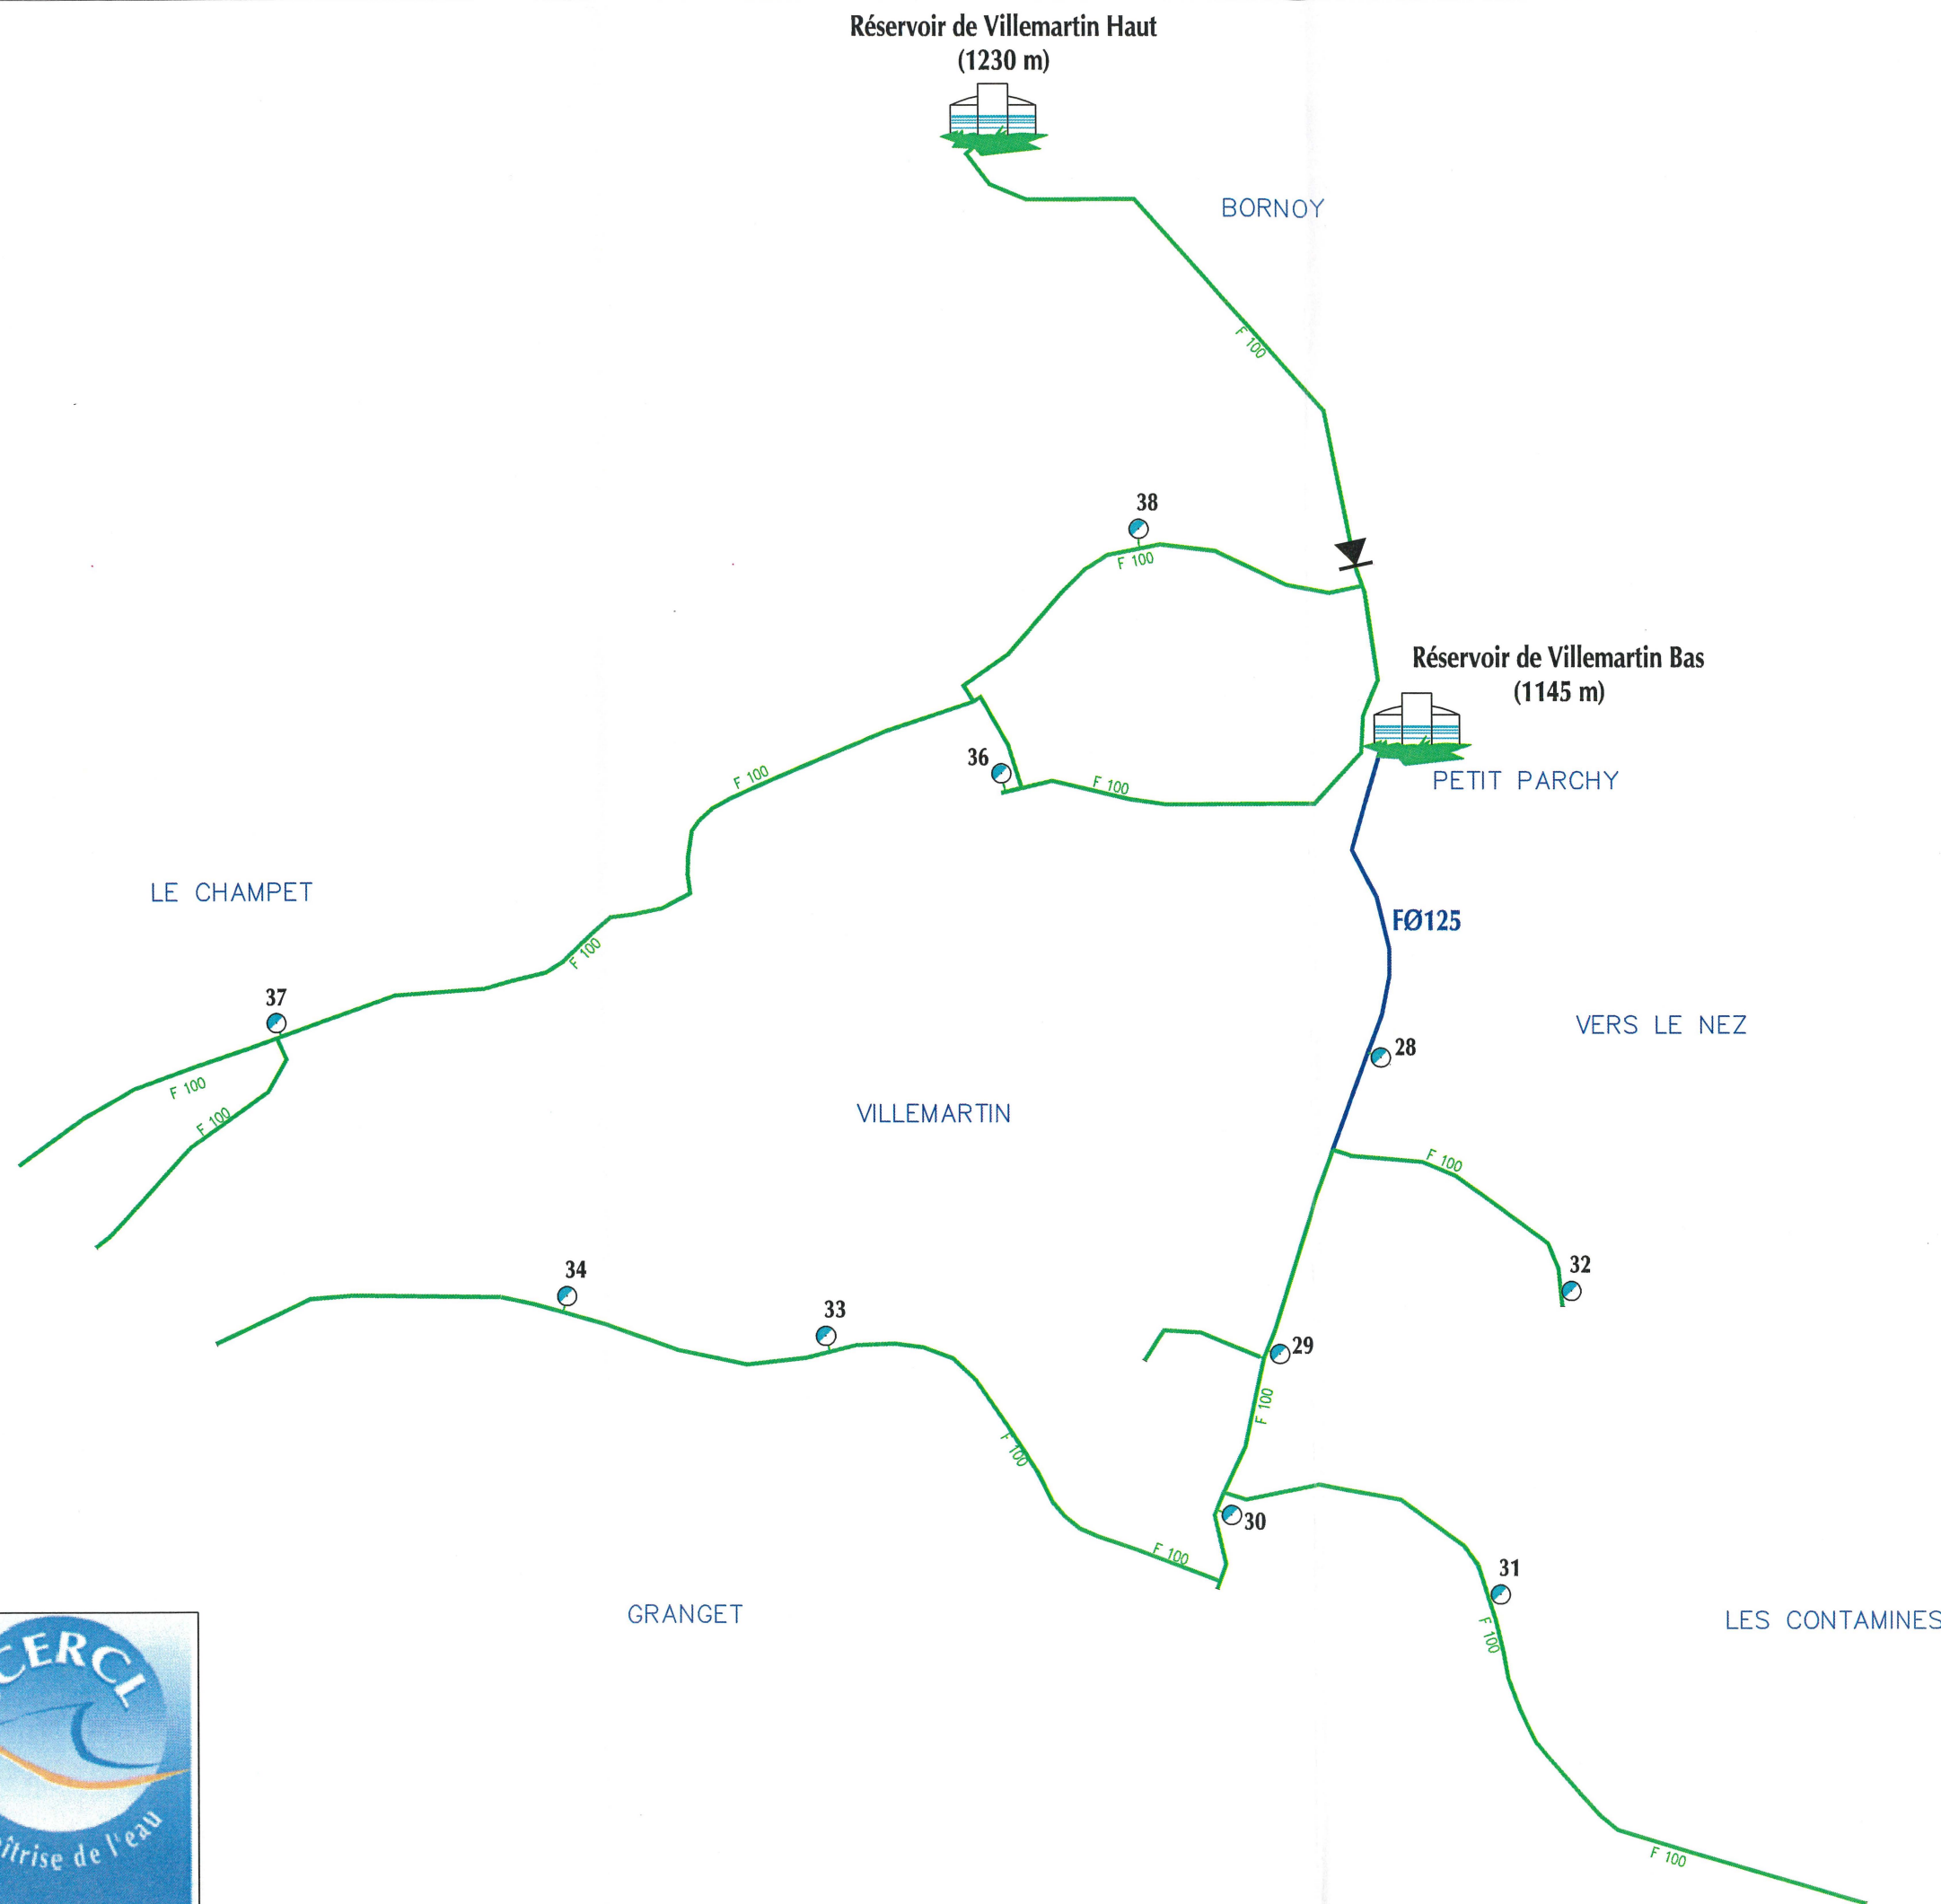 Réservoir de Villemartin Haut
(1230 m)
BORNOY
F 100
38
F 100
Réservoir de Villemartin Bas
(1145 m)
36
F 100
F 100
PETIT PARCHY
LE CHAMPET
FØ125
F 100
37
VERS LE NEZ
28
F 100
F 100
VILLEMARTIN
F 100
34
32
33
29
F 100
F 100
30
F 100
31
GRANGET
LES CONTAMINES
F 100
CERCL
aîtrise de l'eau
F 100